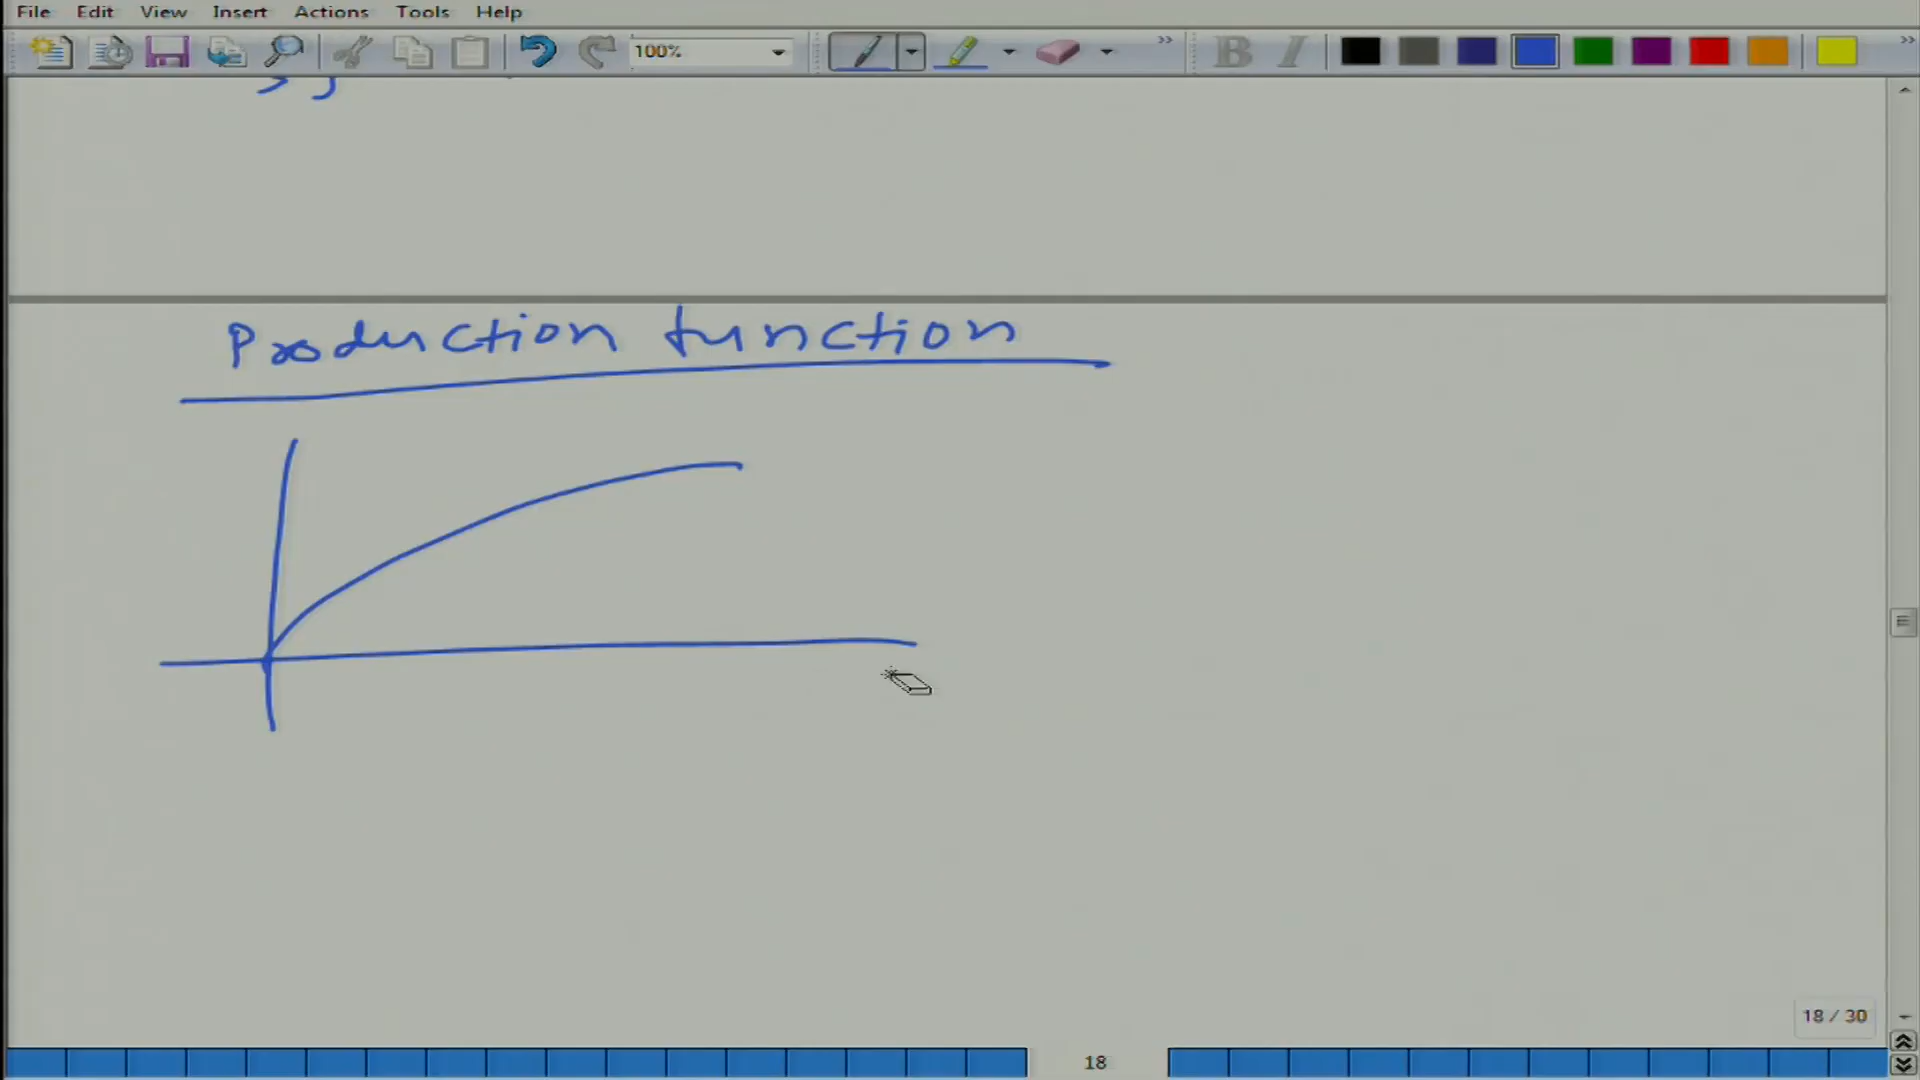 File Edit View Insert Actions Tools Help
100% B I
Production function
18 / 30
18